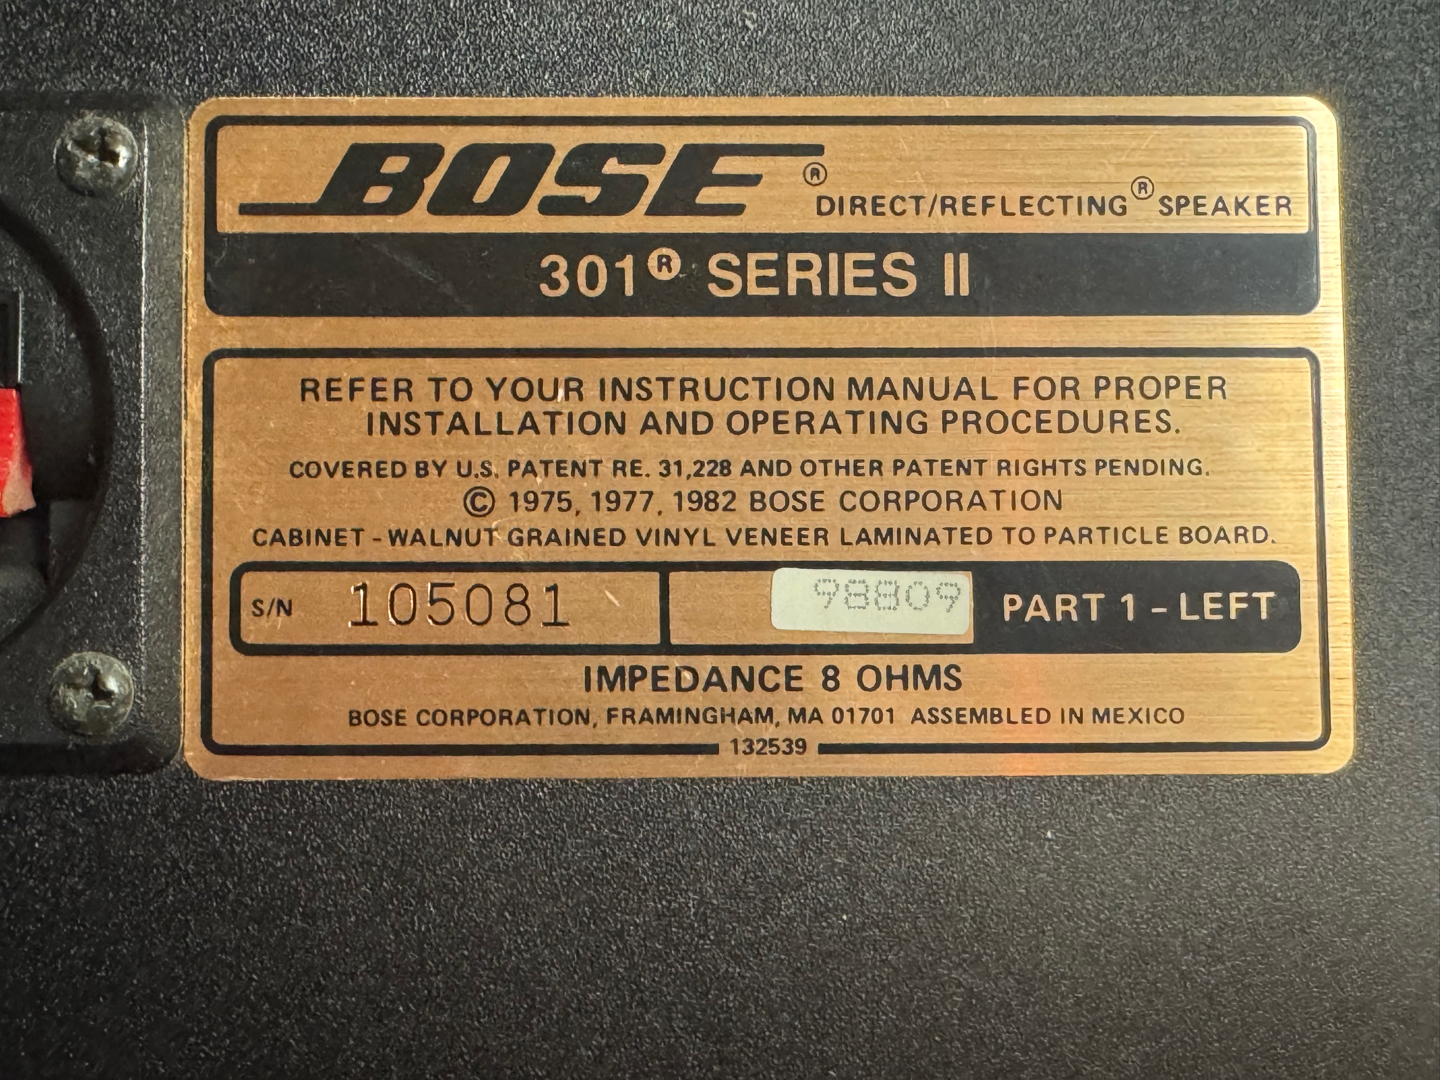 BOSE® DIRECT/REFLECTING® SPEAKER
301® SERIES II
REFER TO YOUR INSTRUCTION MANUAL FOR PROPER
INSTALLATION AND OPERATING PROCEDURES.
COVERED BY U.S. PATENT RE. 31,228 AND OTHER PATENT RIGHTS PENDING.
© 1975, 1977, 1982 BOSE CORPORATION
CABINET - WALNUT GRAINED VINYL VENEER LAMINATED TO PARTICLE BOARD.
S/N 105081 98809 PART 1 - LEFT
IMPEDANCE 8 OHMS
BOSE CORPORATION, FRAMINGHAM, MA 01701 ASSEMBLED IN MEXICO
132539